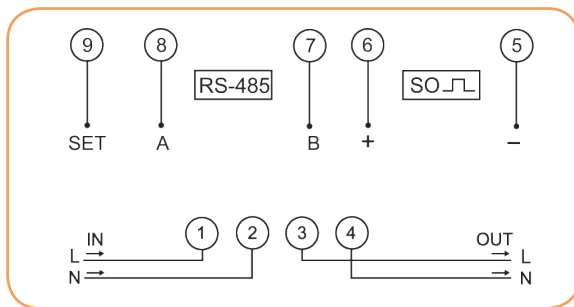 9 8 7 6 5
RS-485 SO
SET A B + −
1 2 3 4
IN OUT
L → → L
N → → N